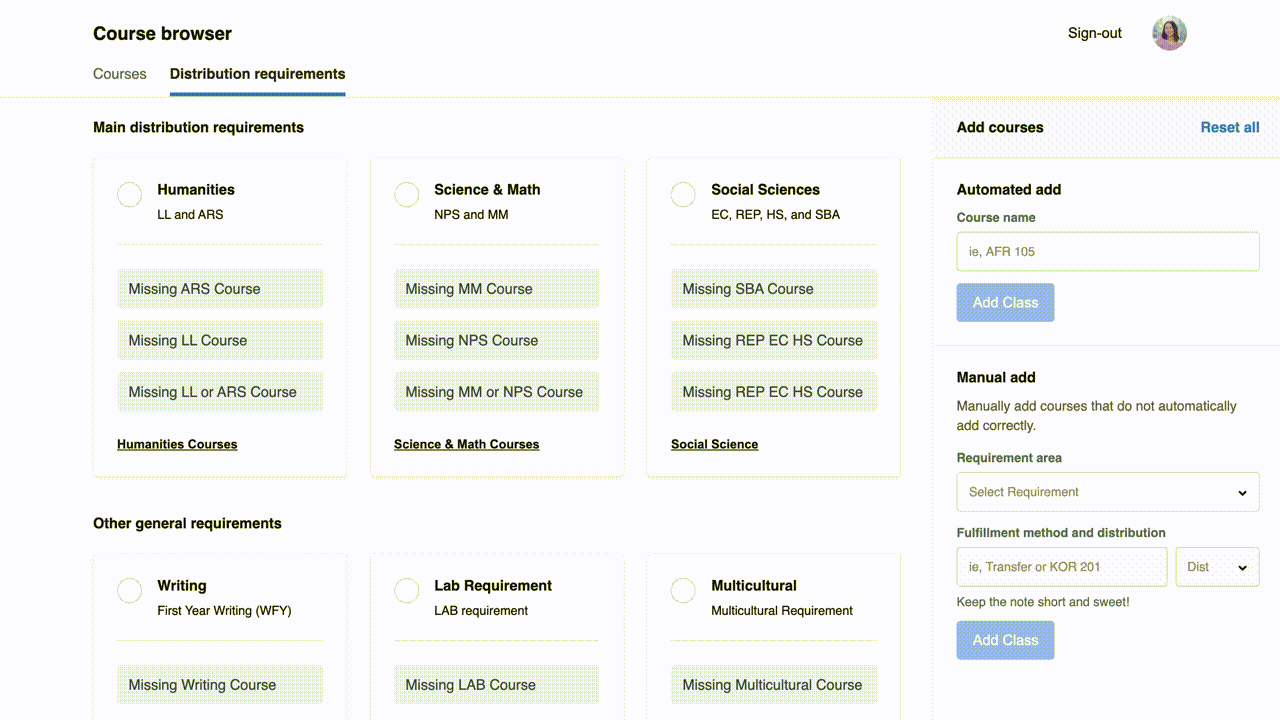 Course browser
Sign-out
Courses
Distribution requirements
Main distribution requirements
Humanities
LL and ARS
Missing ARS Course
Missing LL Course
Missing LL or ARS Course
Humanities Courses
Science & Math
NPS and MM
Missing MM Course
Missing NPS Course
Missing MM or NPS Course
Science & Math Courses
Social Sciences
EC, REP, HS, and SBA
Missing SBA Course
Missing REP EC HS Course
Missing REP EC HS Course
Social Science
Other general requirements
Writing
First Year Writing (WFY)
Missing Writing Course
Lab Requirement
LAB requirement
Missing LAB Course
Multicultural
Multicultural Requirement
Missing Multicultural Course
Add courses
Reset all
Automated add
Course name
ie, AFR 105
Add Class
Manual add
Manually add courses that do not automatically
add correctly.
Requirement area
Select Requirement
Fulfillment method and distribution
ie, Transfer or KOR 201
Dist
Keep the note short and sweet!
Add Class